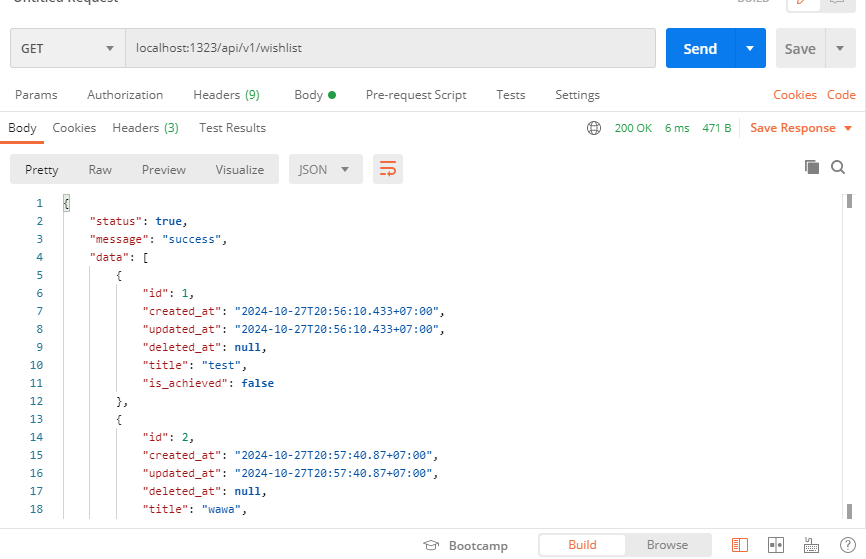 Untitled Request
BUILD
GET
localhost:1323/api/v1/wishlist
Send
Save
Params Authorization Headers (9) Body Pre-request Script Tests Settings Cookies Code
Body Cookies Headers (3) Test Results 200 OK 6 ms 471 B Save Response
Pretty Raw Preview Visualize JSON
1 {
2 "status": true,
3 "message": "success",
4 "data": [
5 {
6 "id": 1,
7 "created_at": "2024-10-27T20:56:10.433+07:00",
8 "updated_at": "2024-10-27T20:56:10.433+07:00",
9 "deleted_at": null,
10 "title": "test",
11 "is_achieved": false
12 },
13 {
14 "id": 2,
15 "created_at": "2024-10-27T20:57:40.87+07:00",
16 "updated_at": "2024-10-27T20:57:40.87+07:00",
17 "deleted_at": null,
18 "title": "wawa",
Bootcamp Build Browse